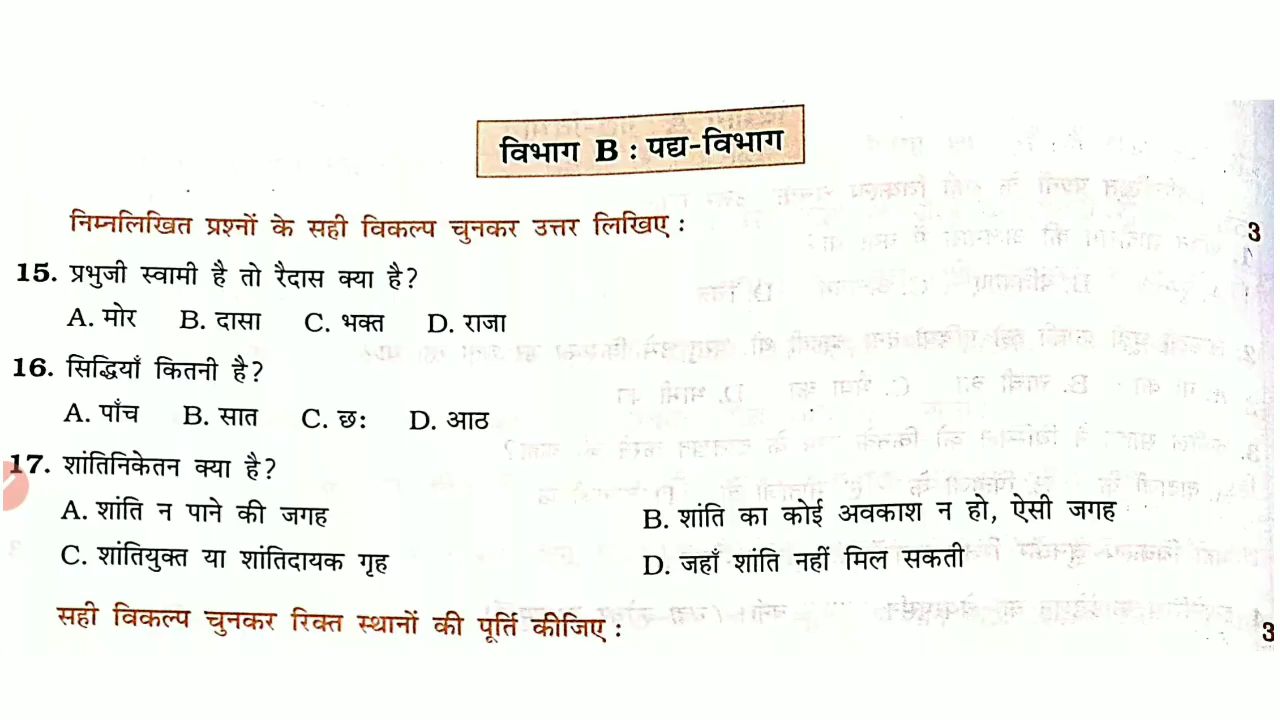 विभाग B : पद्य-विभाग
निम्नलिखित प्रश्नों के सही विकल्प चुनकर उत्तर लिखिए : 3
15. प्रभुजी स्वामी है तो रैदास क्या है?
A. मोर B. दासा C. भक्त D. राजा
16. सिद्धियाँ कितनी है?
A. पाँच B. सात C. छः D. आठ
17. शांतिनिकेतन क्या है?
A. शांति न पाने की जगह B. शांति का कोई अवकाश न हो, ऐसी जगह
C. शांतियुक्त या शांतिदायक गृह D. जहाँ शांति नहीं मिल सकती
सही विकल्प चुनकर रिक्त स्थानों की पूर्ति कीजिए : 3